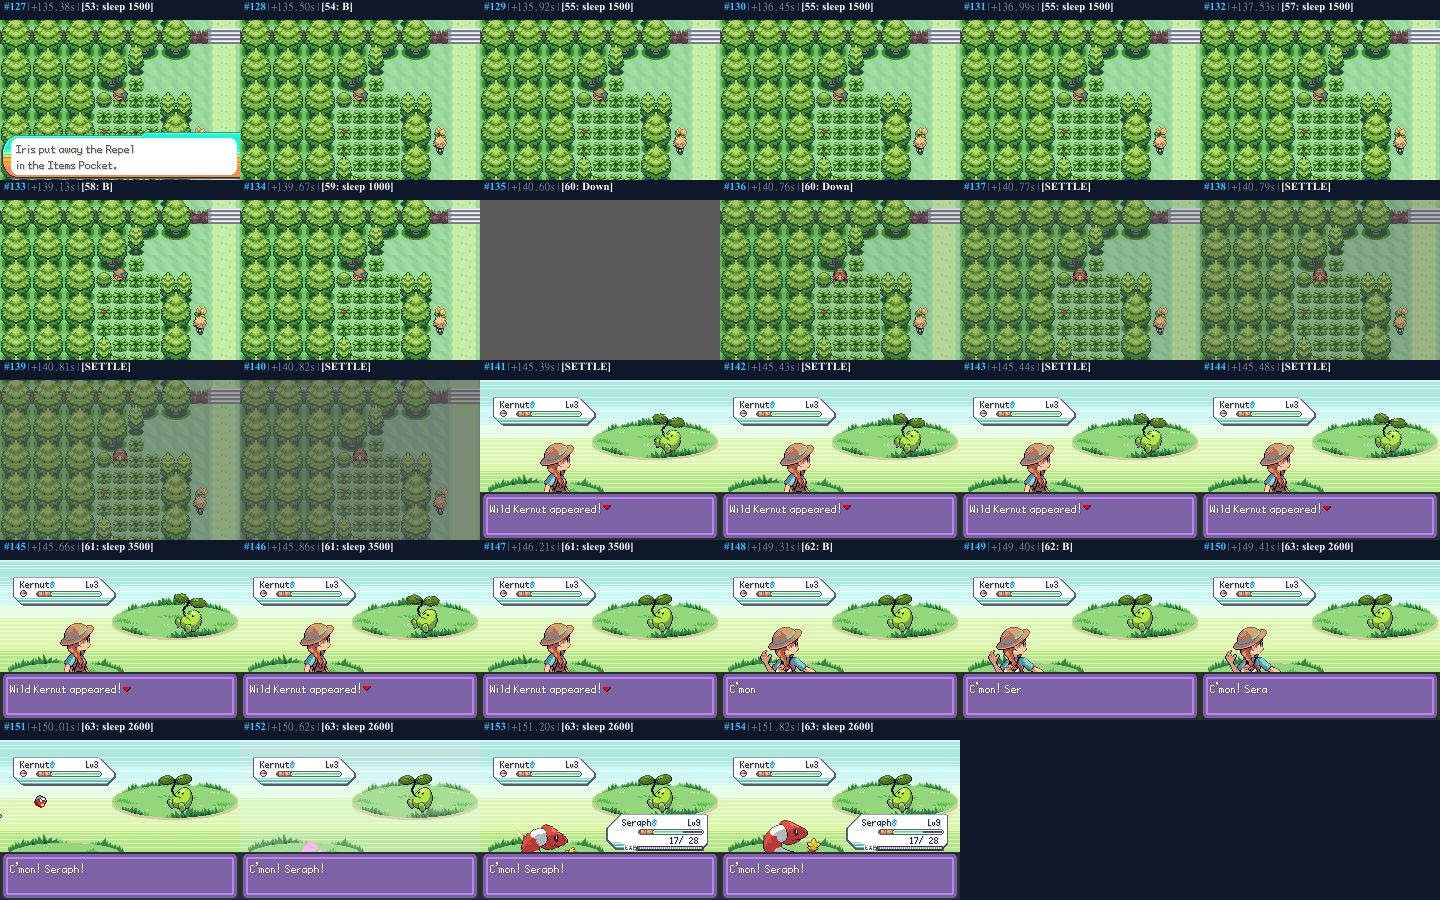 #127|+135.38s|[53: sleep 1500]
#128|+135.50s|[54: B]
#129|+135.92s|[55: sleep 1500]
#130|+136.45s|[55: sleep 1500]
#131|+136.99s|[55: sleep 1500]
#132|+137.53s|[57: sleep 1500]
Iris put away the Repel
in the Items Pocket.
#133|+139.13s|[58: B]
#134|+139.67s|[59: sleep 1000]
#135|+140.60s|[60: Down]
#136|+140.76s|[60: Down]
#137|+140.77s|[SETTLE]
#138|+140.79s|[SETTLE]
#139|+140.81s|[SETTLE]
#140|+140.82s|[SETTLE]
#141|+145.39s|[SETTLE]
#142|+145.43s|[SETTLE]
#143|+145.44s|[SETTLE]
#144|+145.48s|[SETTLE]
Kernut♂ Lv3
Wild Kernut appeared!
Kernut♂ Lv3
Wild Kernut appeared!
Kernut♂ Lv3
Wild Kernut appeared!
Kernut♂ Lv3
Wild Kernut appeared!
#145|+145.66s|[61: sleep 3500]
#146|+145.86s|[61: sleep 3500]
#147|+146.21s|[61: sleep 3500]
#148|+149.31s|[62: B]
#149|+149.40s|[62: B]
#150|+149.41s|[63: sleep 2600]
Kernut♂ Lv3
Wild Kernut appeared!
Kernut♂ Lv3
Wild Kernut appeared!
Kernut♂ Lv3
Wild Kernut appeared!
Kernut♂ Lv3
C'mon
Kernut♂ Lv3
C'mon! Ser
Kernut♂ Lv3
C'mon! Sera
#151|+150.01s|[63: sleep 2600]
#152|+150.62s|[63: sleep 2600]
#153|+151.20s|[63: sleep 2600]
#154|+151.82s|[63: sleep 2600]
Kernut♂ Lv3
C'mon! Seraph!
Kernut♂ Lv3
C'mon! Seraph!
Kernut♂ Lv3
Seraph♂ Lv9
17/ 28
EXP
C'mon! Seraph!
Kernut♂ Lv3
Seraph♂ Lv9
17/ 28
EXP
C'mon! Seraph!